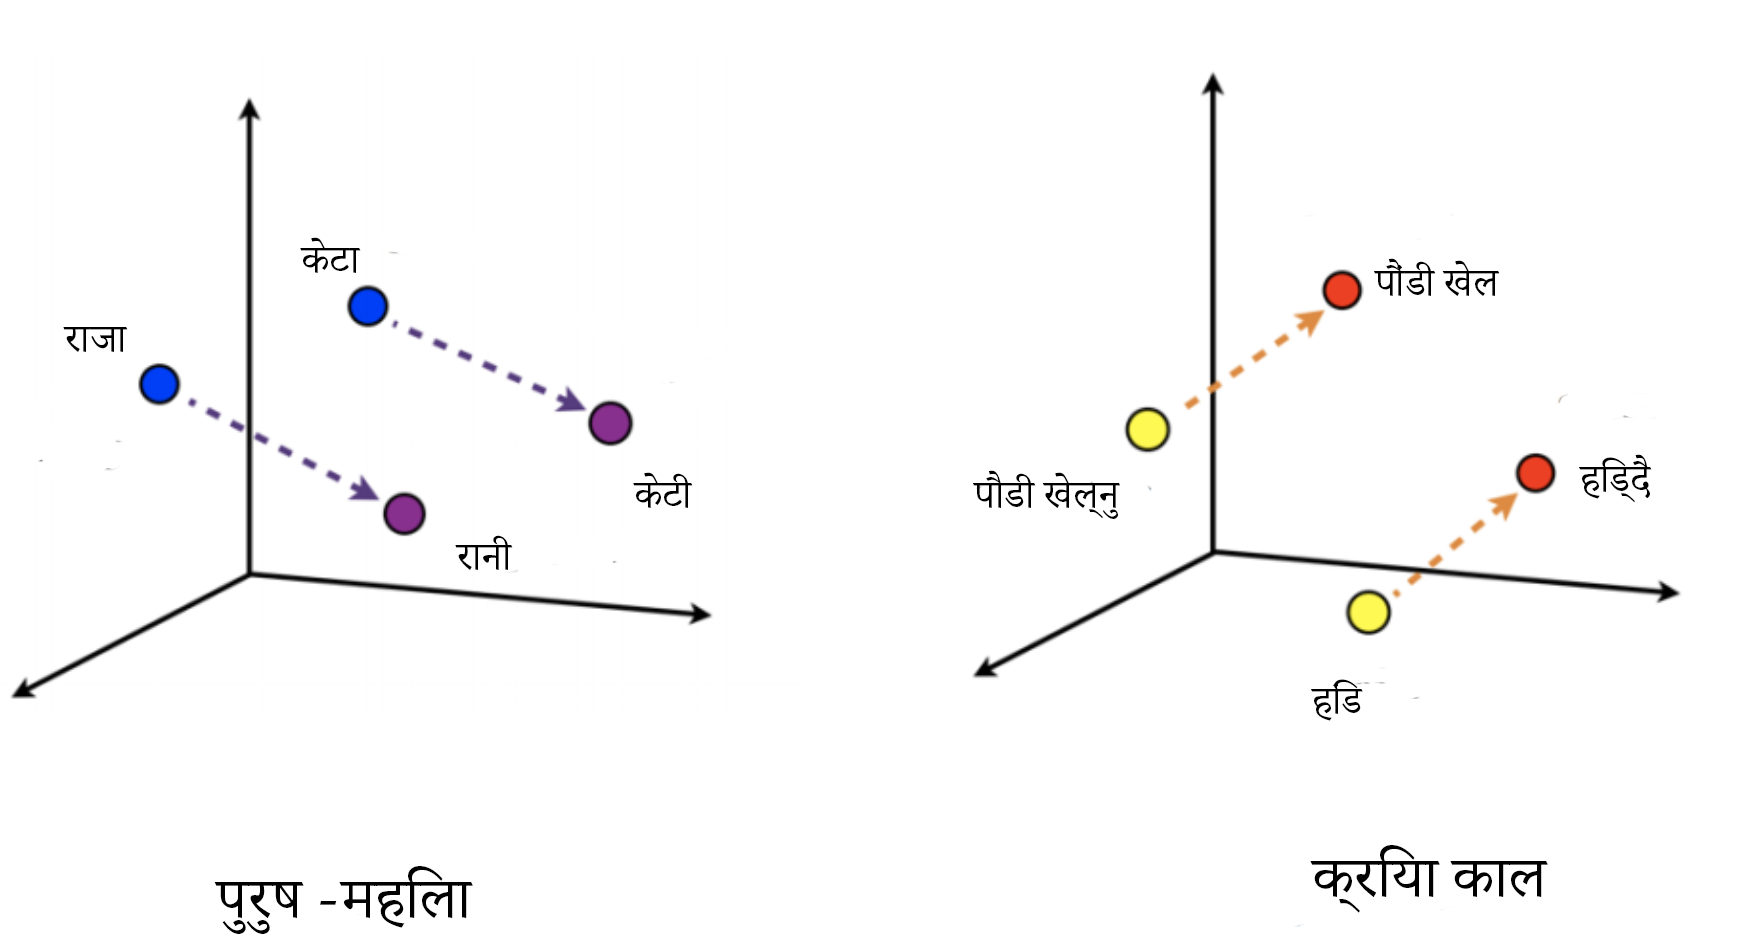 केटा
राजा
केटी
रानी
पुरुष -महिला
पौंडी खेल
हिड्दै
पौडी खेल्नु
हिड
क्रिया काल